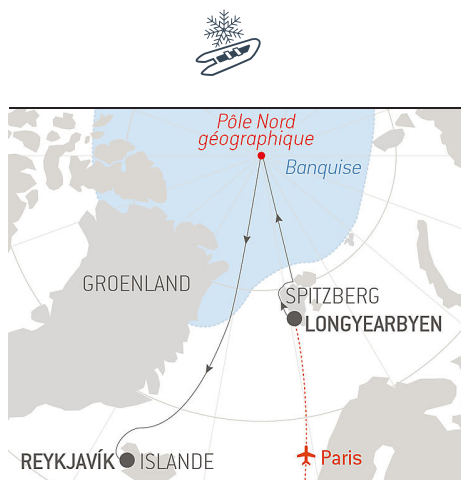 Pôle Nord
géographique
Banquise
GROENLAND
SPITZBERG
LONGYEARBYEN
REYKJAVÍK ISLANDE
Paris